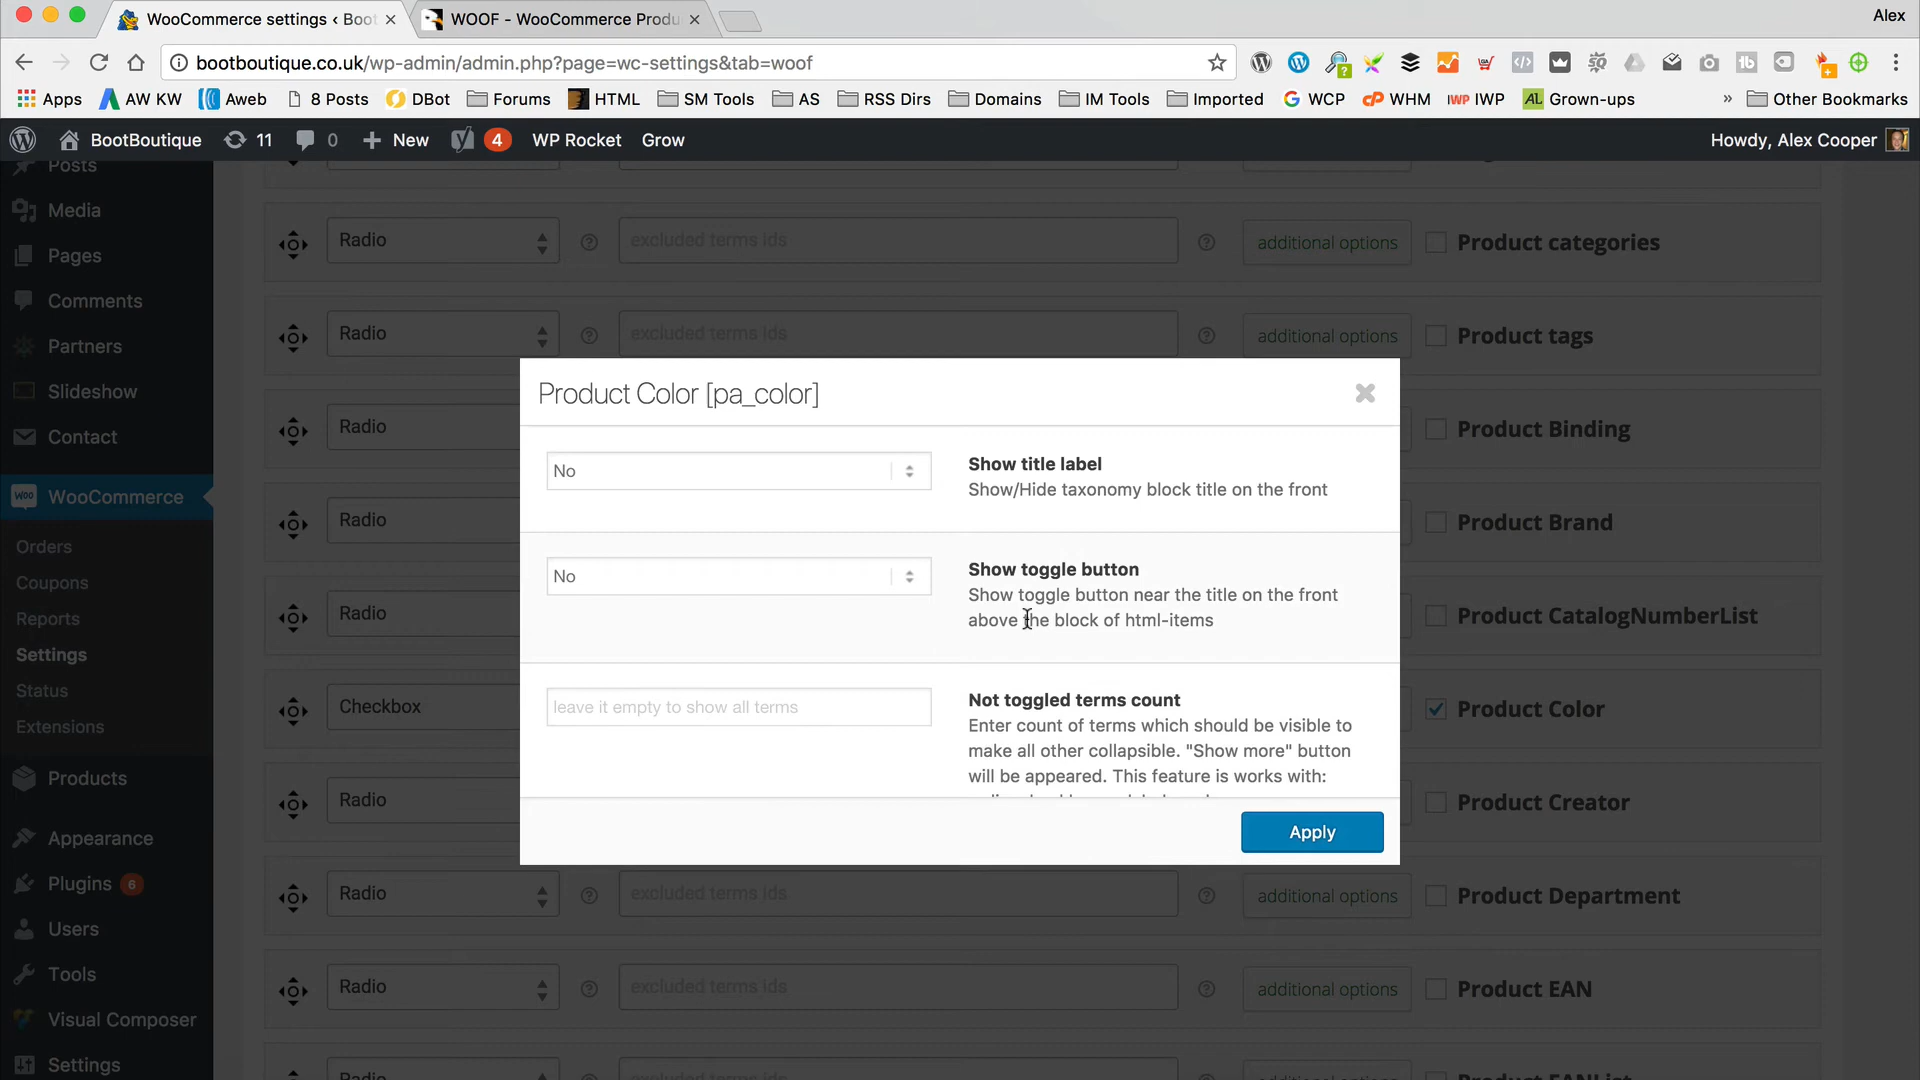 WooCommerce settings ‹ Boot
WOOF - WooCommerce Produ
Alex
bootboutique.co.uk/wp-admin/admin.php?page=wc-settings&tab=woof
Apps
AW KW
Aweb
8 Posts
DBot
Forums
HTML
SM Tools
AS
RSS Dirs
Domains
IM Tools
Imported
WCP
WHM
IWP
Grown-ups
»
Other Bookmarks
BootBoutique
11
0
New
4
WP Rocket
Grow
Howdy, Alex Cooper
Posts
Media
Pages
Comments
Partners
Slideshow
Contact
WooCommerce
Orders
Coupons
Reports
Settings
Status
Extensions
Products
Appearance
Plugins 6
Users
Tools
Visual Composer
Settings
Radio
excluded terms ids
additional options
Product categories
Radio
excluded terms ids
additional options
Product tags
Radio
Product Binding
Radio
Product Brand
Radio
Product CatalogNumberList
Checkbox
Product Color
Radio
Product Creator
Radio
excluded terms ids
additional options
Product Department
Radio
excluded terms ids
additional options
Product EAN
Product Color [pa_color]
No
Show title label
Show/Hide taxonomy block title on the front
No
Show toggle button
Show toggle button near the title on the front
above the block of html-items
leave it empty to show all terms
Not toggled terms count
Enter count of terms which should be visible to
make all other collapsible. "Show more" button
will be appeared. This feature is works with:
Apply